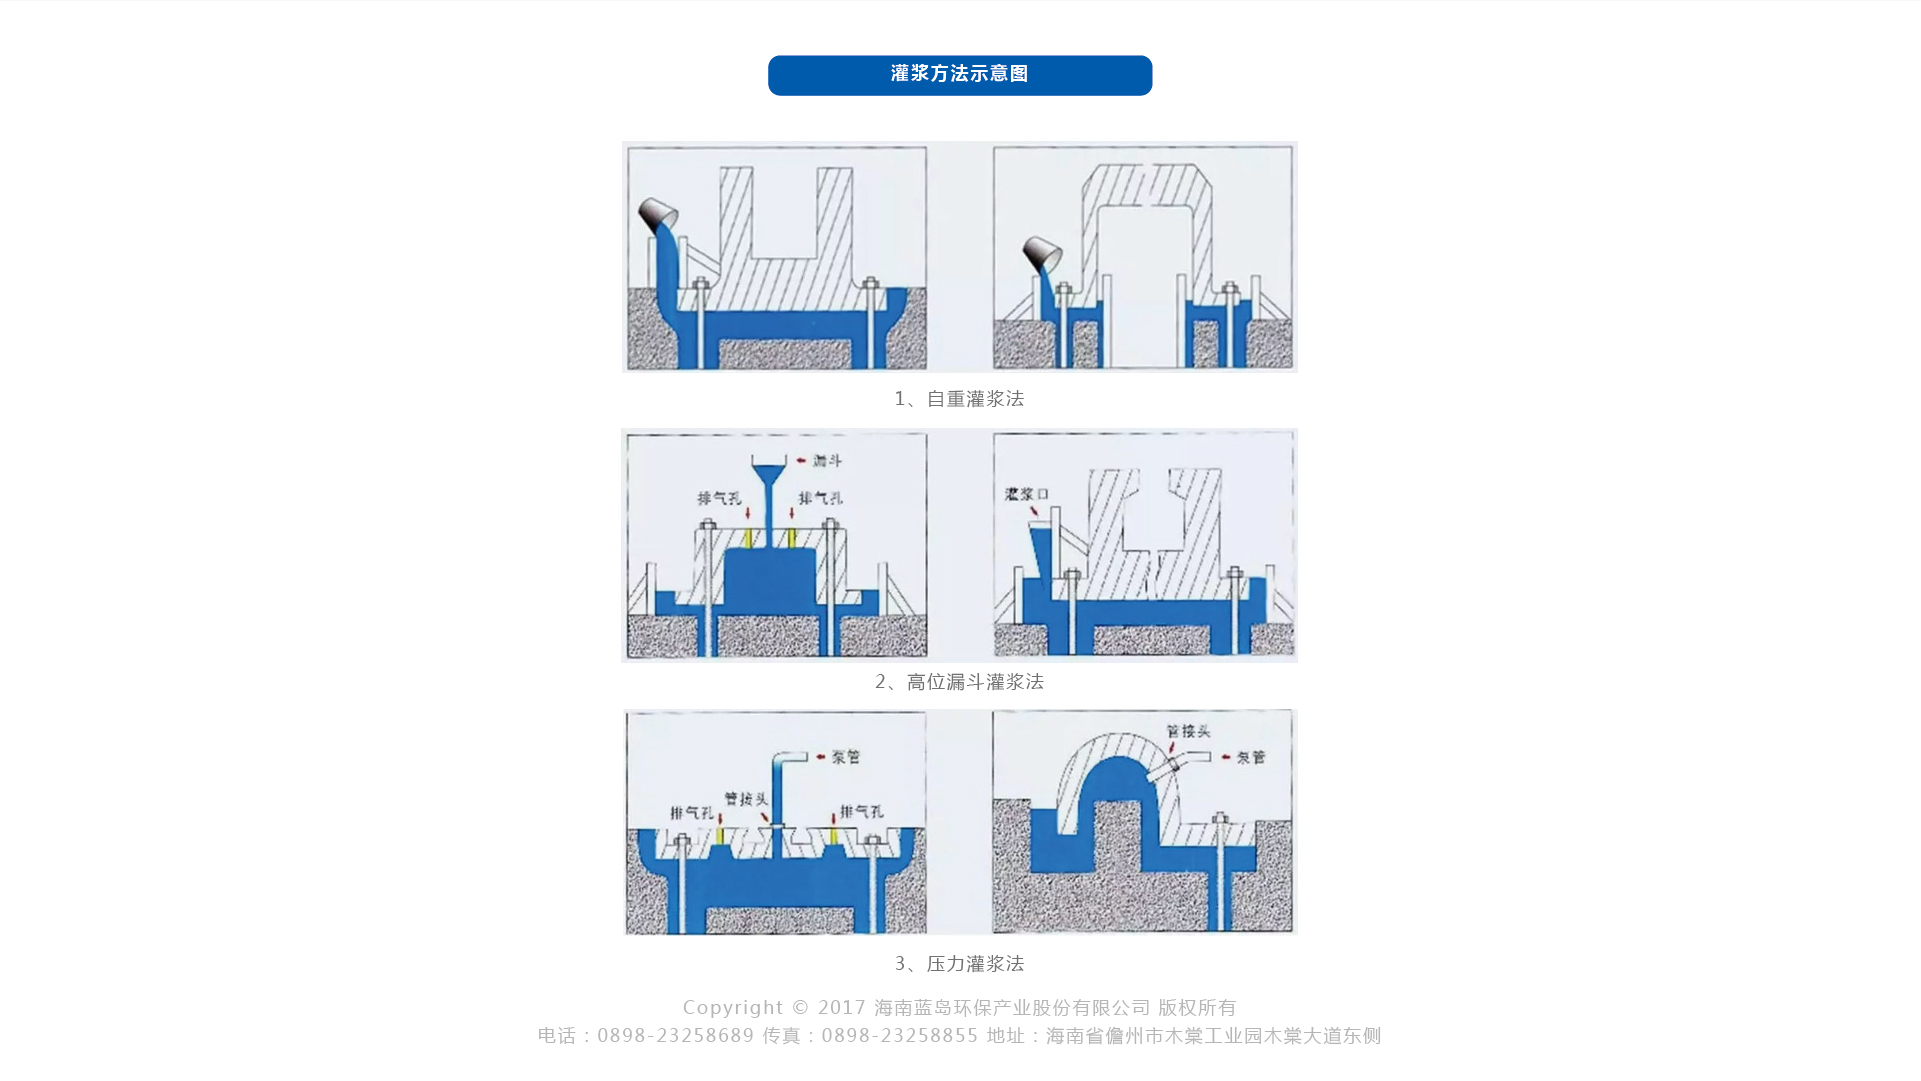 灌浆方法示意图
1、自重灌浆法
漏斗
排气孔 排气孔
灌浆口
2、高位漏斗灌浆法
泵管
管接头
排气孔
排气孔
管接头
泵管
3、压力灌浆法
Copyright © 2017 海南蓝岛环保产业股份有限公司 版权所有
电话：0898-23258689 传真：0898-23258855 地址：海南省儋州市木棠工业园木棠大道东侧